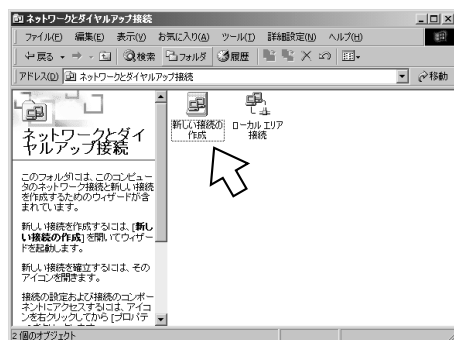 ネットワークとダイヤルアップ接続
ファイル(F) 編集(E) 表示(V) お気に入り(A) ツール(T) 詳細設定(N) ヘルプ(H)
戻る 検索 フォルダ 履歴
アドレス(D) ネットワークとダイヤルアップ接続 移動
ネットワークとダイ
ヤルアップ接続
このフォルダには、このコンピュー
タのネットワーク接続と新しい接続
を作成するためのウィザードが含
まれています。
新しい接続を作成するには、[新し
い接続の作成] を開いてウィザー
ドを起動します。
新しい接続を確立するには、その
アイコンを開きます。
接続の設定および接続のコンポー
ネントにアクセスするには、アイコ
ンを右クリックしてから [プロパテ
新しい接続の
作成
ローカル エリア
接続
2 個のオブジェクト